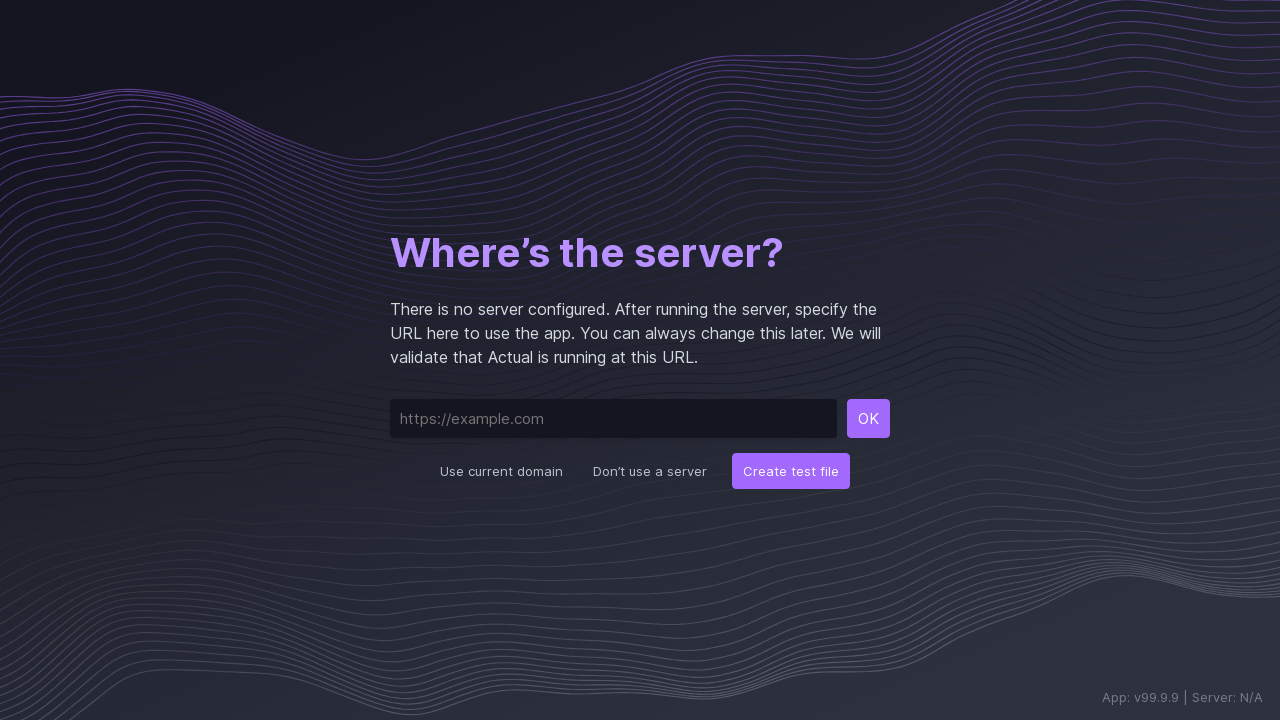 Where’s the server?
There is no server configured. After running the server, specify the
URL here to use the app. You can always change this later. We will
validate that Actual is running at this URL.
https://example.com
OK
Use current domain
Don’t use a server
Create test file
App: v99.9.9 | Server: N/A